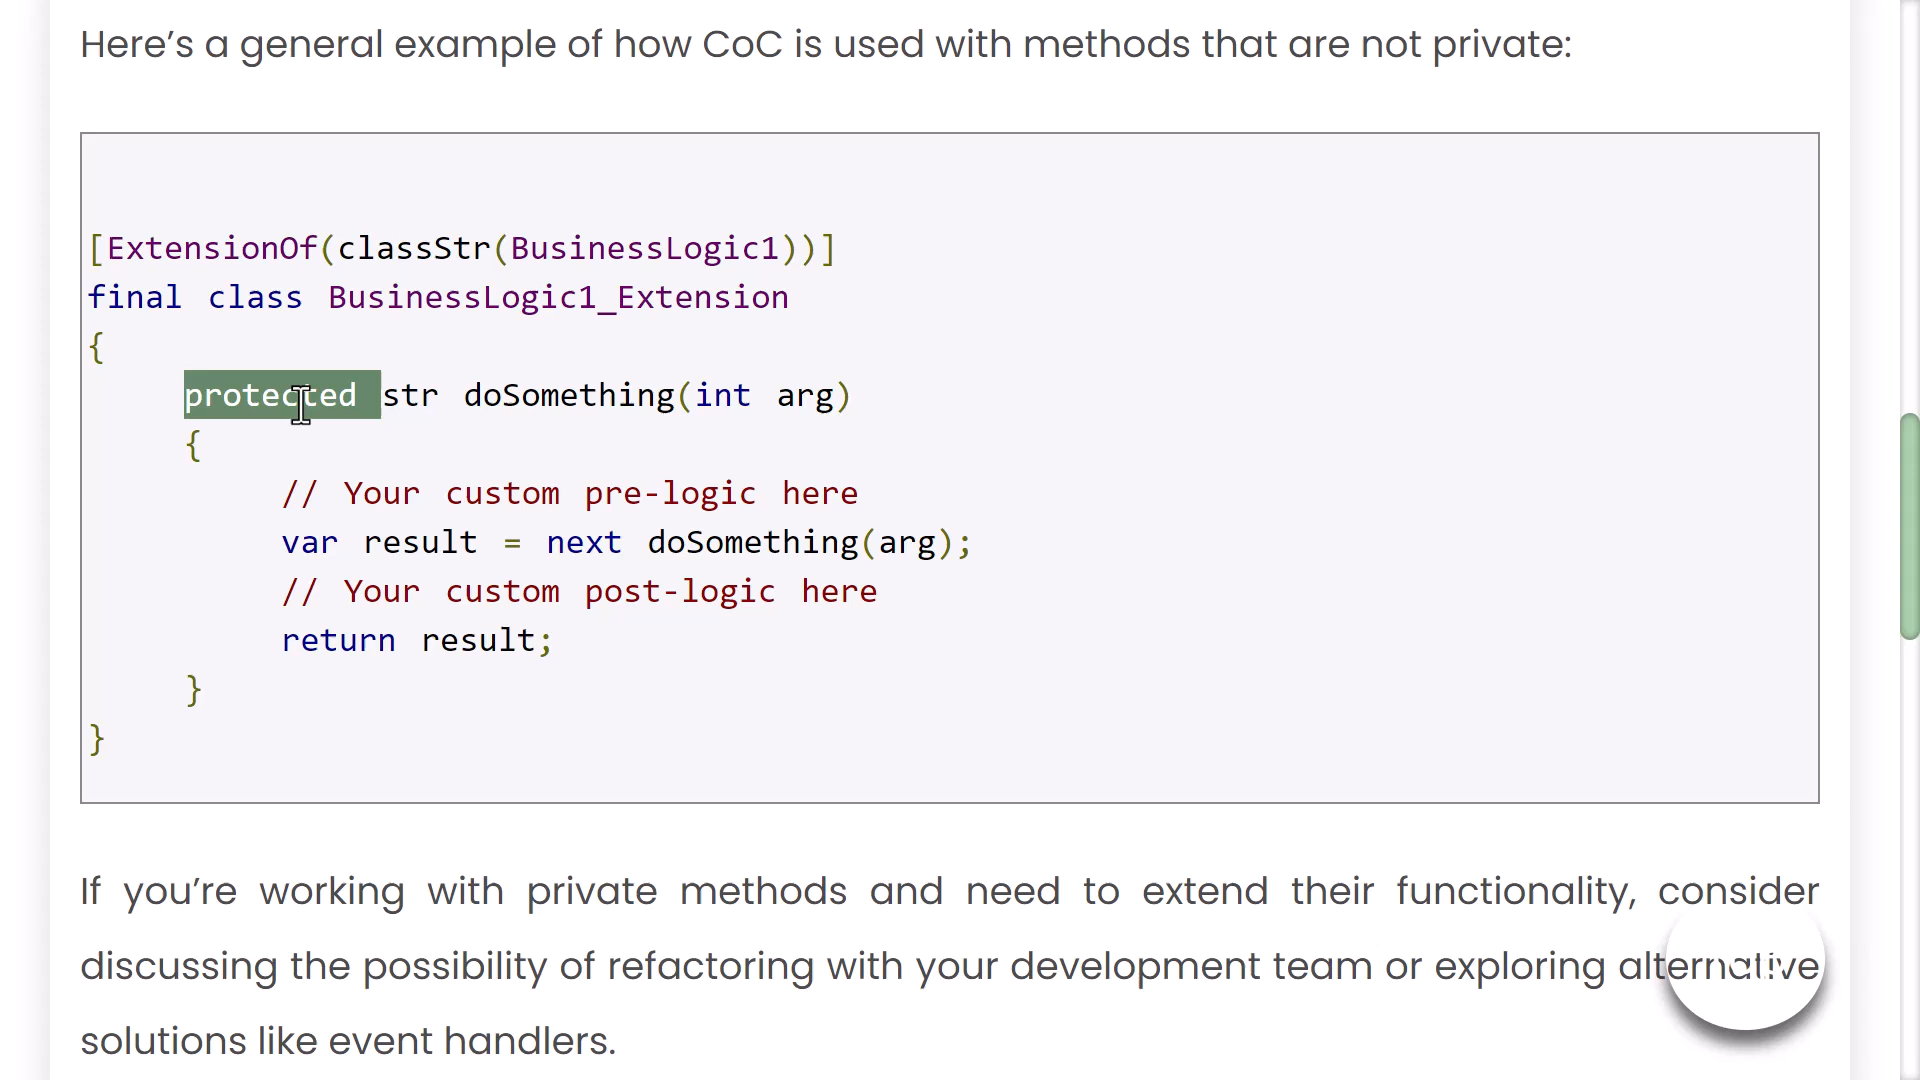 Here’s a general example of how CoC is used with methods that are not private:
[ExtensionOf(classStr(BusinessLogic1))]
final class BusinessLogic1_Extension
{
protected str doSomething(int arg)
{
// Your custom pre-logic here
var result = next doSomething(arg);
// Your custom post-logic here
return result;
}
}
If you’re working with private methods and need to extend their functionality, consider
discussing the possibility of refactoring with your development team or exploring alternative
solutions like event handlers.